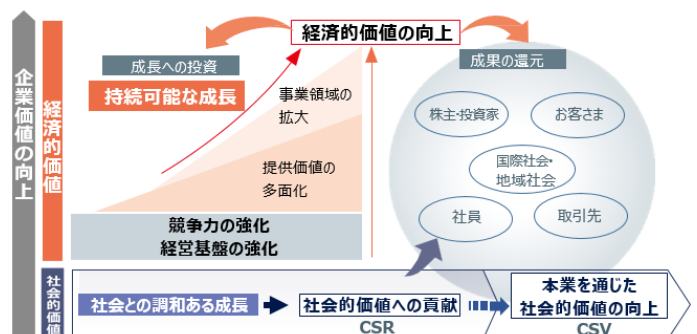 企業価値の向上
経済的価値
社会的価値
経済的価値の向上
成長への投資
持続可能な成長
事業領域の
拡大
提供価値の
多面化
競争力の強化
経営基盤の強化
成果の還元
株主・投資家
お客さま
国際社会・
地域社会
社員
取引先
社会との調和ある成長
社会的価値への貢献
CSR
本業を通じた
社会的価値の向上
CSV